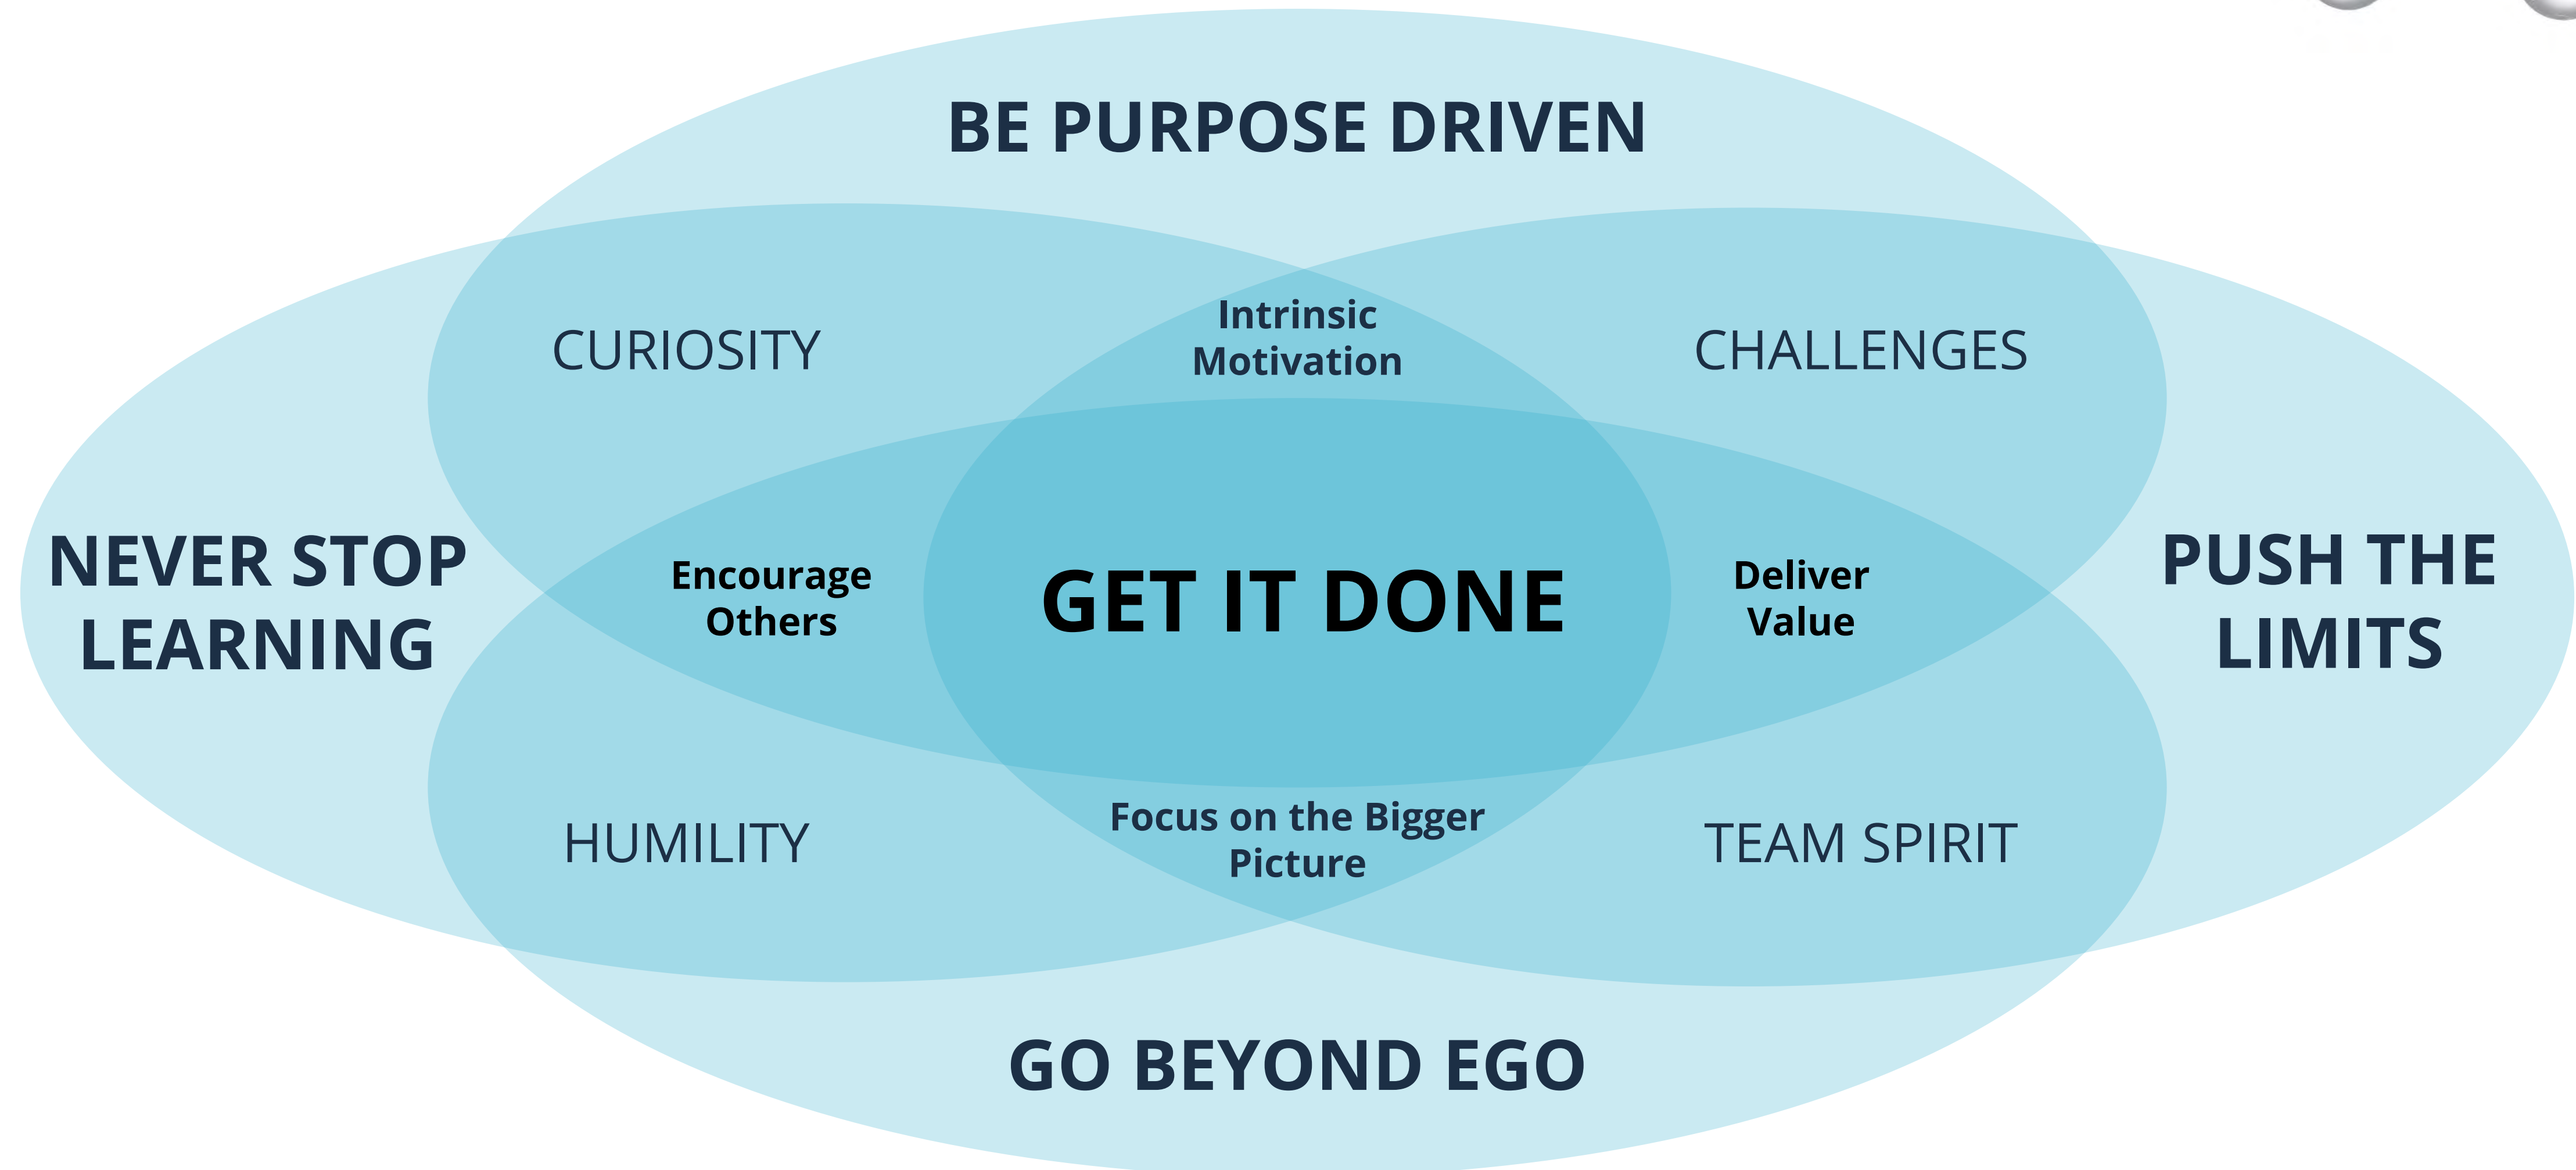 BE PURPOSE DRIVEN
CURIOSITY
Intrinsic
Motivation
CHALLENGES
NEVER STOP
LEARNING
Encourage
Others
GET IT DONE
Deliver
Value
PUSH THE
LIMITS
HUMILITY
Focus on the Bigger
Picture
TEAM SPIRIT
GO BEYOND EGO